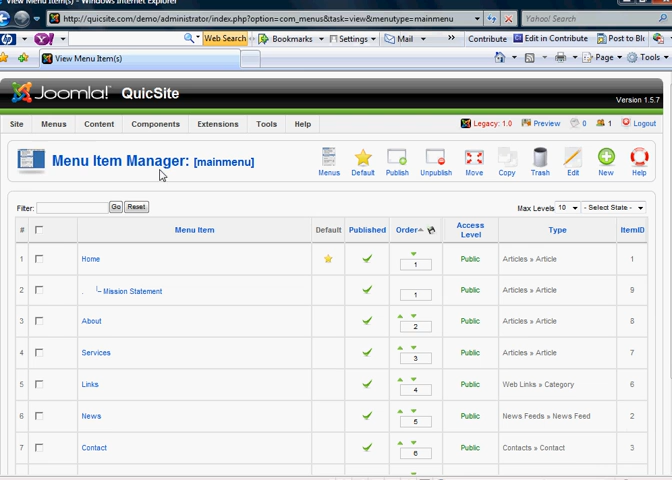 View Menu Item(s) - Windows Internet Explorer
http://quicsite.com/demo/administrator/index.php?option=com_menus&task=view&menutype=mainmenu
Yahoo! Search
Web Search
Bookmarks
Settings
Mail
Contribute
Edit in Contribute
Post to Bl
View Menu Item(s)
Page
Tools
Joomla! QuicSite
Version 1.5.7
Site Menus Content Components Extensions Tools Help
Legacy: 1.0 Preview 0 1 Logout
Menu Item Manager: [mainmenu]
Menus Default Publish Unpublish Move Copy Trash Edit New Help
Filter: Go Reset
Max Levels 10 - Select State -
# Menu Item Default Published Order Access Level Type ItemID
1 Home 1 Public Articles » Article 1
2 . Mission Statement 1 Public Articles » Article 9
3 About 2 Public Articles » Article 8
4 Services 3 Public Articles » Article 7
5 Links 4 Public Web Links » Category 6
6 News 5 Public News Feeds » News Feed 2
7 Contact 6 Public Contacts » Contact 3